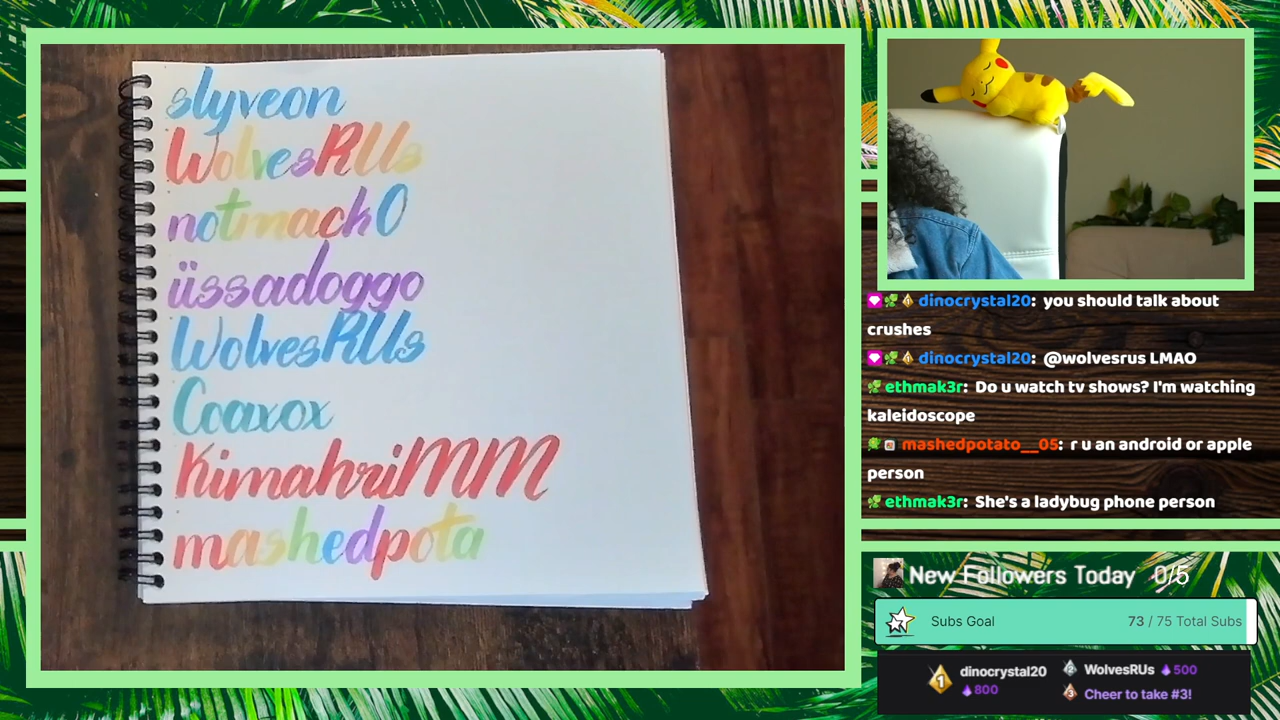 slyveon
WolvesRUs
notmack0
üssadoggo
WolvesRUs
Coaxox
KimahriMM
mashedpota
dinocrystal20: you should talk about
crushes
dinocrystal20: @wolvesrus LMAO
ethmak3r: Do u watch tv shows? I'm watching
kaleidoscope
mashedpotato__05: r u an android or apple
person
ethmak3r: She's a ladybug phone person
New Followers Today 0/5
Subs Goal 73 / 75 Total Subs
1 dinocrystal20 800
2 WolvesRUs 500
3 Cheer to take #3!